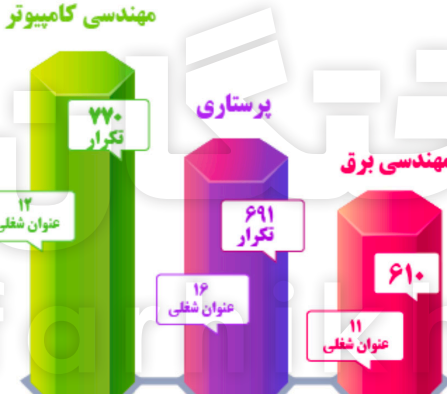 مهندسی کامپیوتر
۷۷۰
تکرار
۱۲
عنوان شغلی
پرستاری
۶۹۱
تکرار
۱۶
عنوان شغلی
مهندسی برق
۶۱۰
۱۱
عنوان شغلی